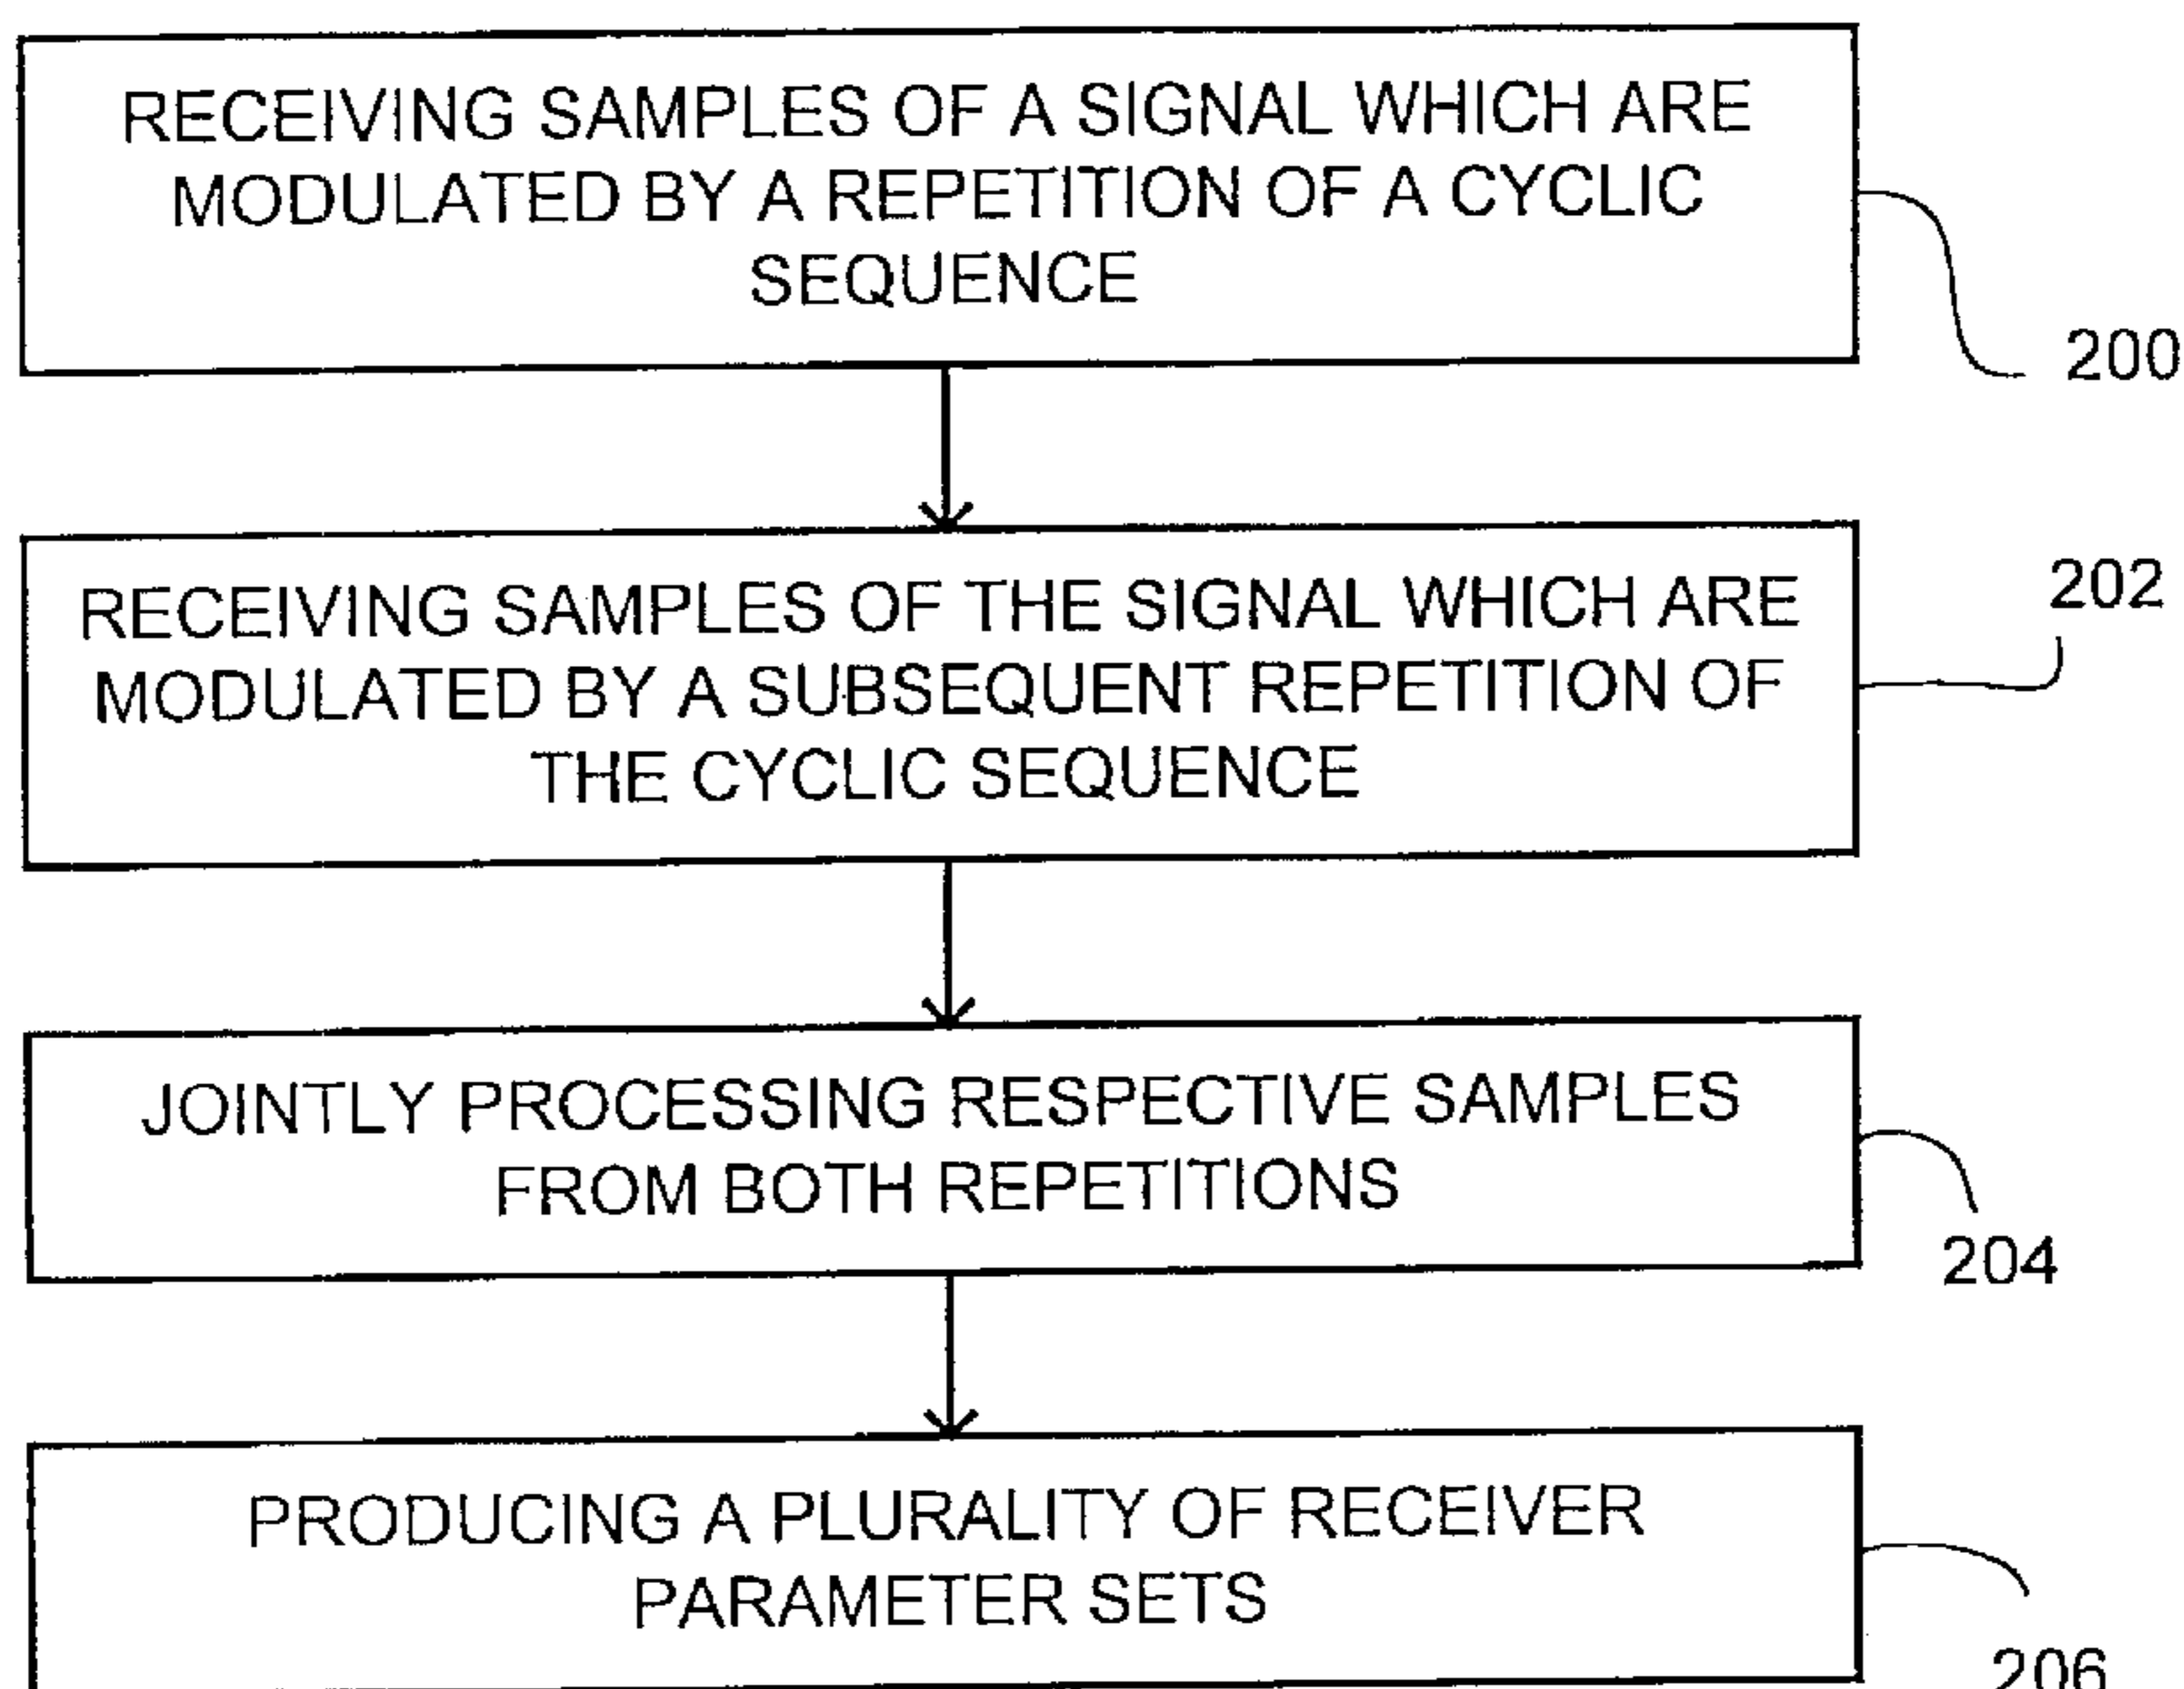 RECEIVING SAMPLES OF A SIGNAL WHICH ARE
MODULATED BY A REPETITION OF A CYCLIC
SEQUENCE
200
RECEIVING SAMPLES OF THE SIGNAL WHICH ARE
MODULATED BY A SUBSEQUENT REPETITION OF
THE CYCLIC SEQUENCE
202
JOINTLY PROCESSING RESPECTIVE SAMPLES
FROM BOTH REPETITIONS
204
PRODUCING A PLURALITY OF RECEIVER
PARAMETER SETS
206